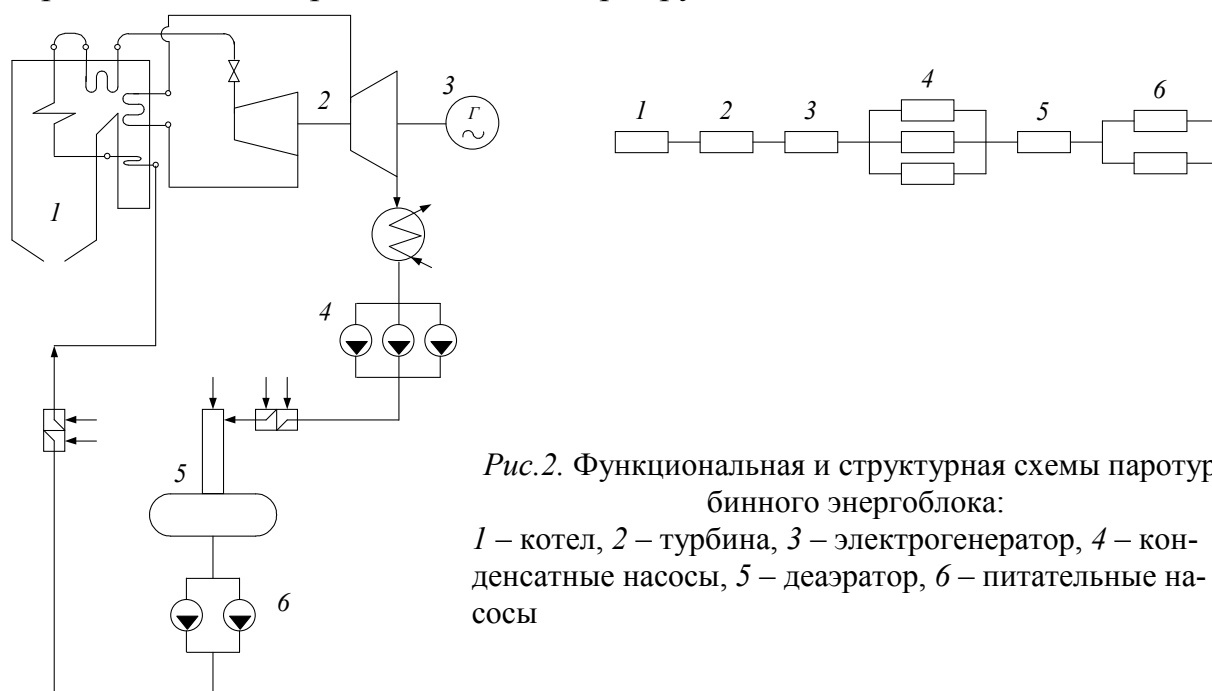 1
2
3
Г
1
4
5
6
1
2
3
4
5
6
Рис.2. Функциональная и структурная схемы паротур
бинного энергоблока:
1 – котел, 2 – турбина, 3 – электрогенератор, 4 – кон-
денсатные насосы, 5 – деаэратор, 6 – питательные на-
сосы